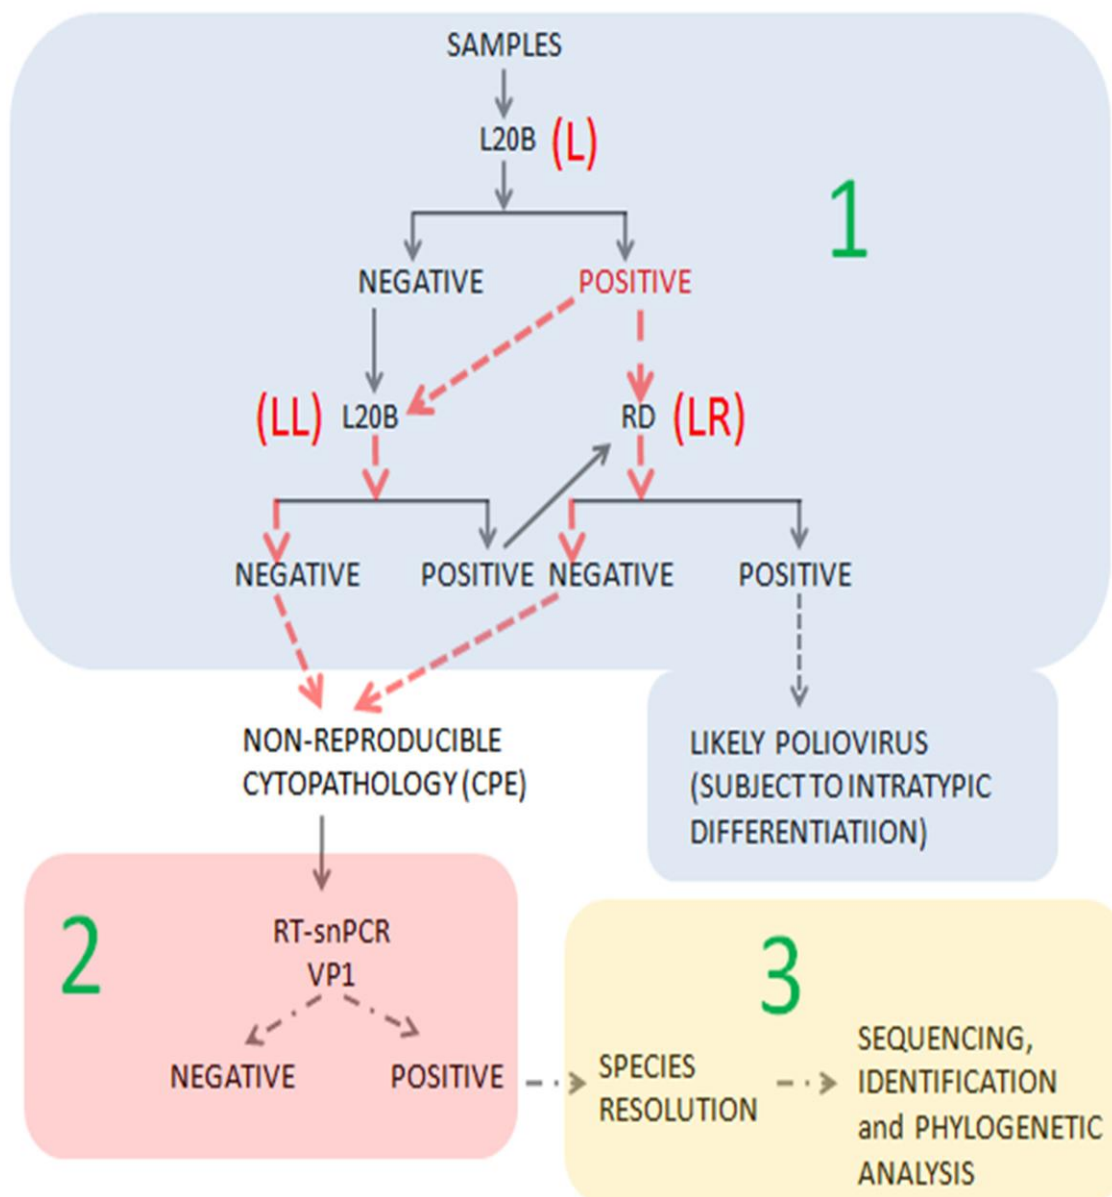 SAMPLES
L20B (L)
1
NEGATIVE POSITIVE
(LL) L20B RD (LR)
NEGATIVE POSITIVE NEGATIVE POSITIVE
NON-REPRODUCIBLE
CYTOPATHOLOGY (CPE)
LIKELY POLIOVIRUS
(SUBJECT TO INTRATYPIC
DIFFERENTIATIION)
2
RT-snPCR
VP1
NEGATIVE POSITIVE
3
SPECIES
RESOLUTION
SEQUENCING,
IDENTIFICATION
and PHYLOGENETIC
ANALYSIS